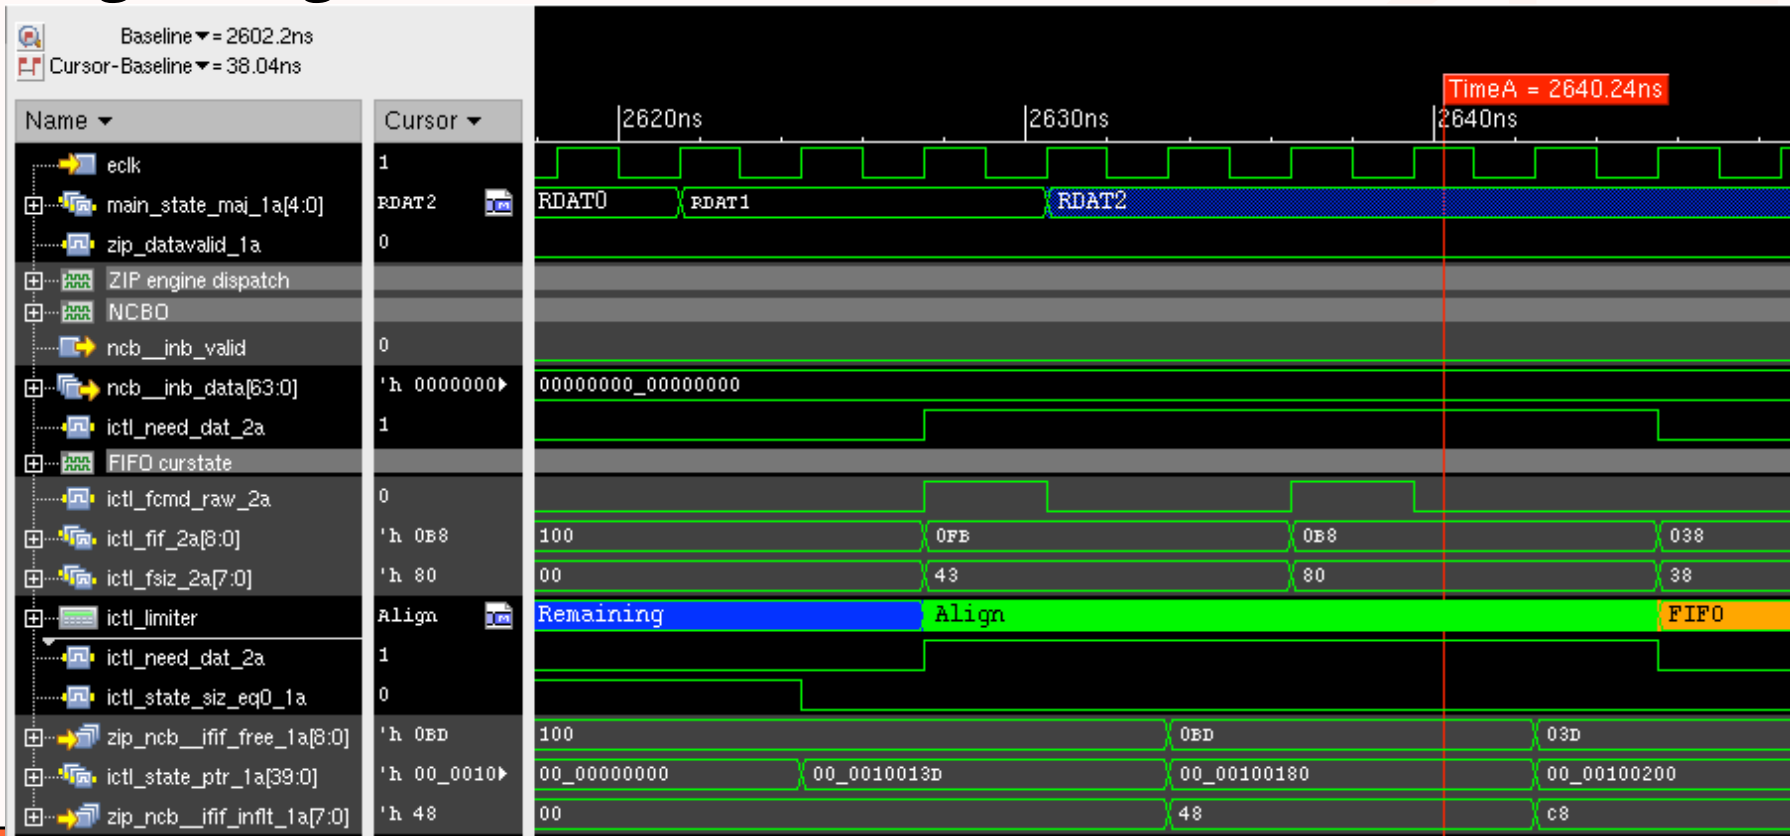 Baseline = 2602.2ns
Cursor-Baseline = 38.04ns
TimeA = 2640.24ns
Name Cursor 2620ns 2630ns 2640ns
eclk 1
main_state_maj_1a[4:0] RDAT2 RDAT0 RDAT1 RDAT2
zip_datavalid_1a 0
ZIP engine dispatch
NCBO
ncb__inb_valid 0
ncb__inb_data[63:0] 'h 0000000 00000000_00000000
ictl_need_dat_2a 1
FIFO curstate
ictl_fcmd_raw_2a 0
ictl_fif_2a[8:0] 'h 0B8 100 0FB 0B8 038
ictl_fsiz_2a[7:0] 'h 80 00 43 80 38
ictl_limiter Align Remaining Align FIFO
ictl_need_dat_2a 1
ictl_state_siz_eq0_1a 0
zip_ncb__ifif_free_1a[8:0] 'h 0BD 100 0BD 03D
ictl_state_ptr_1a[39:0] 'h 00_0010 00_00000000 00_0010013D 00_00100180 00_00100200
zip_ncb__ifif_inflt_1a[7:0] 'h 48 00 48 c8